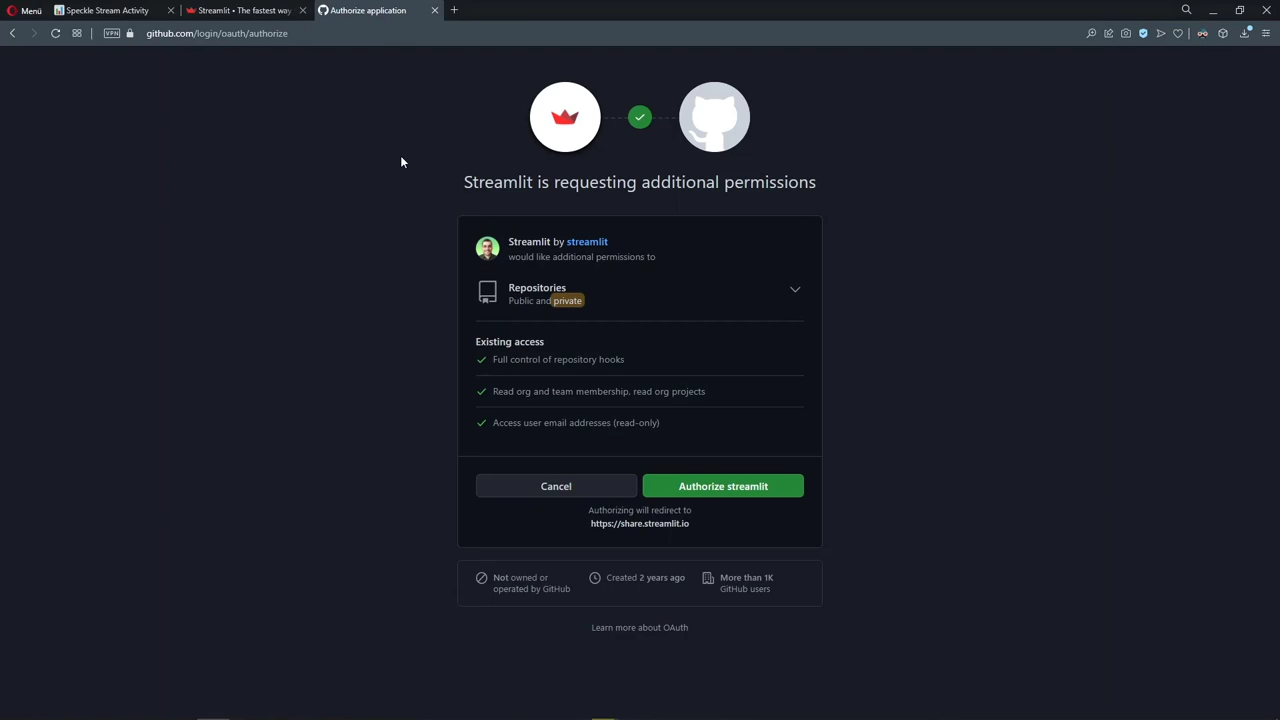 Menü
Speckle Stream Activity
Streamlit • The fastest way
Authorize application
VPN
github.com/login/oauth/authorize
Streamlit is requesting additional permissions
Streamlit by streamlit
would like additional permissions to
Repositories
Public and private
Existing access
Full control of repository hooks
Read org and team membership, read org projects
Access user email addresses (read-only)
Cancel
Authorize streamlit
Authorizing will redirect to
https://share.streamlit.io
Not owned or
operated by GitHub
Created 2 years ago
More than 1K
GitHub users
Learn more about OAuth